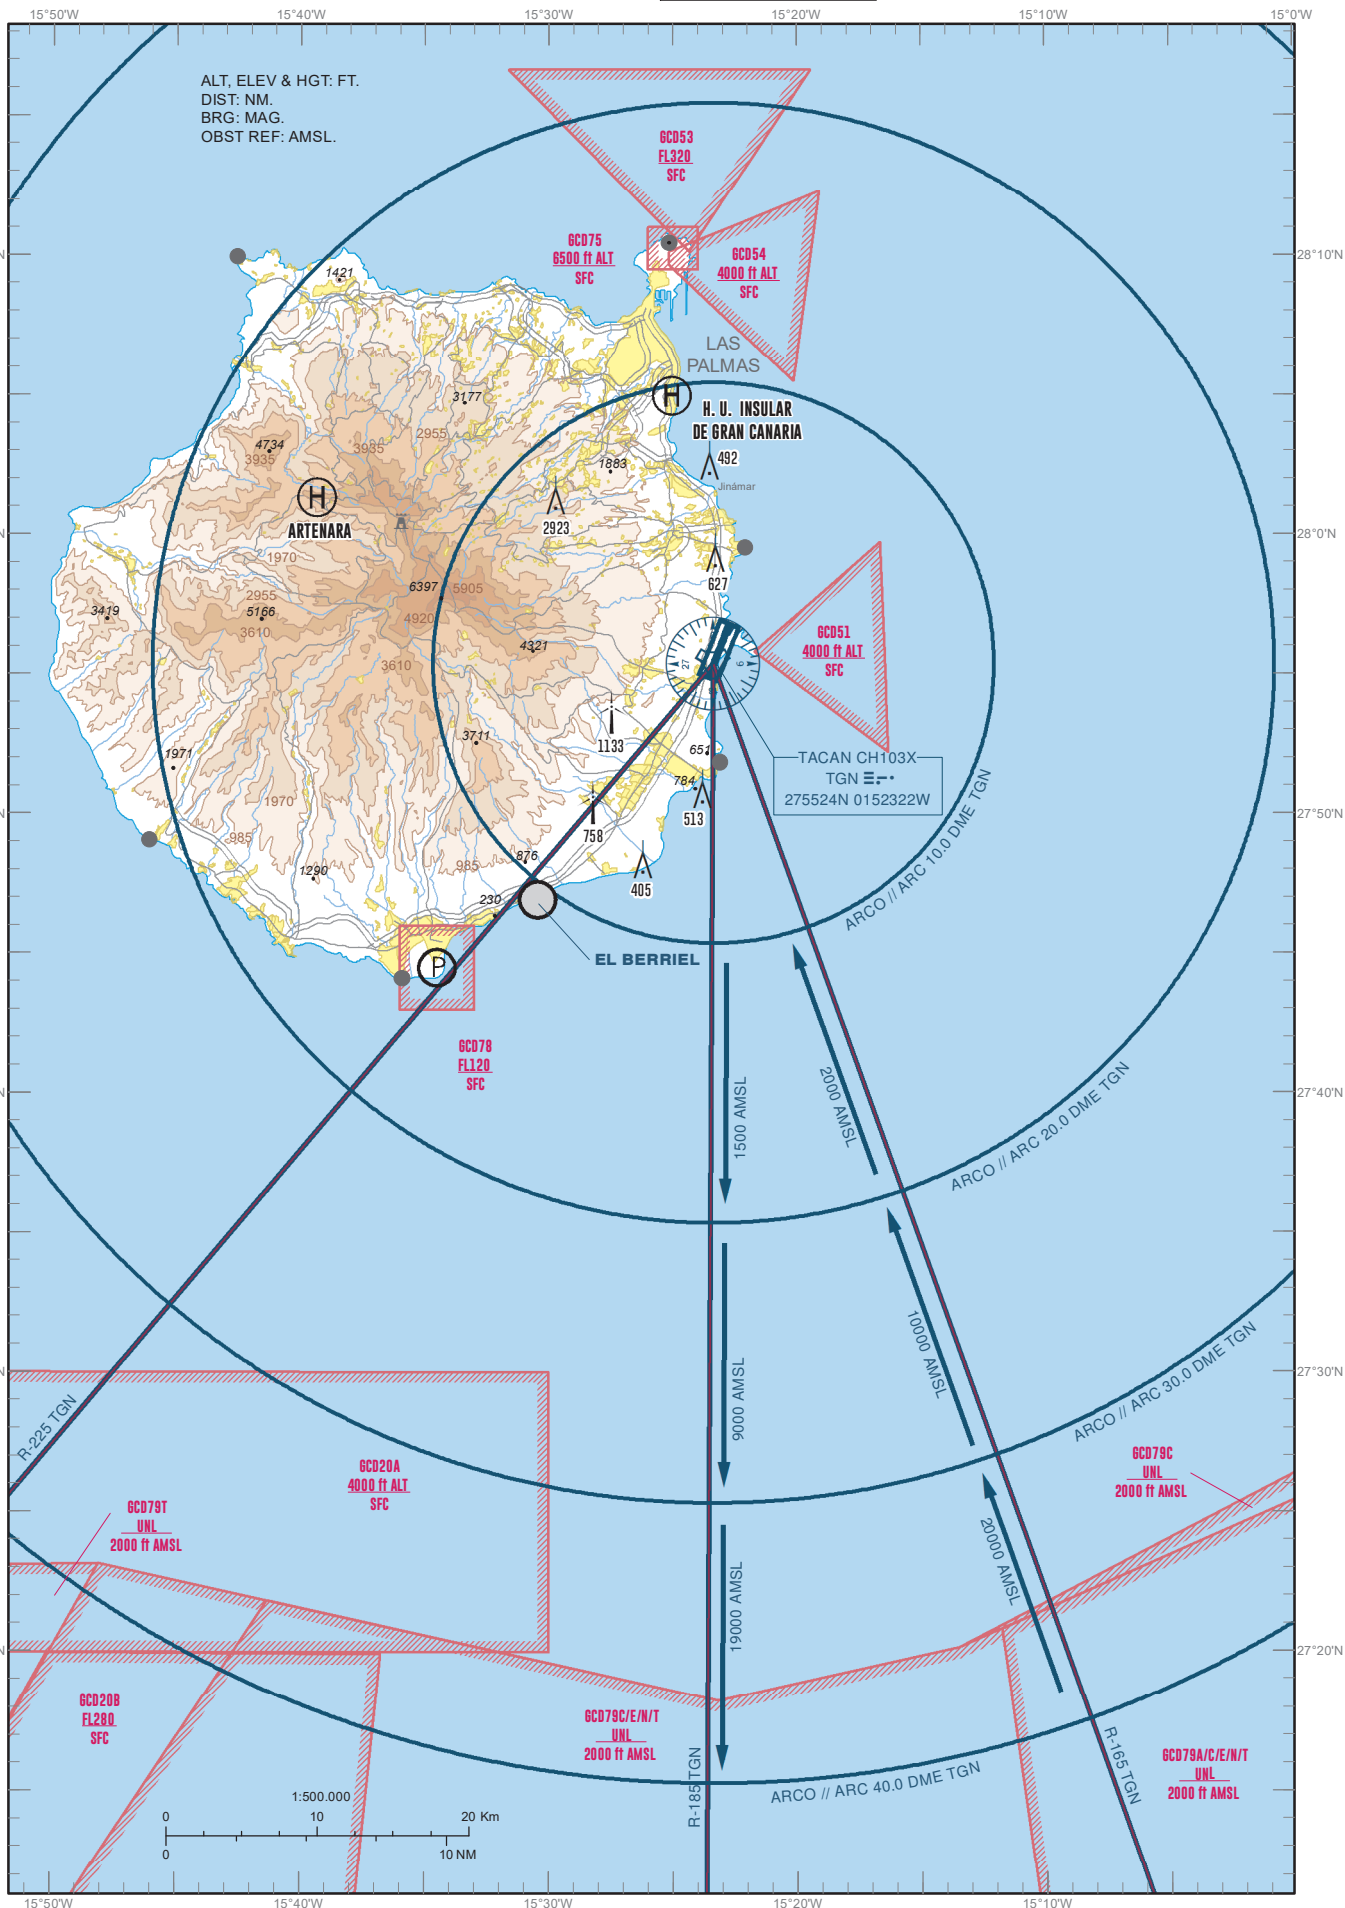 15°50'W
15°40'W
15°30'W
15°20'W
15°10'W
15°0'W
ALT, ELEV & HGT: FT.
DIST: NM.
BRG: MAG.
OBST REF: AMSL.
GCD53
FL320
SFC
GCD75
6500 ft ALT
SFC
GCD54
4000 ft ALT
SFC
28°10'N
1421
LAS
PALMAS
H
H. U. INSULAR
DE GRAN CANARIA
3177
2955
3935
4734
3935
492
1883
Jinámar
H
ARTENARA
2923
28°0'N
1970
627
6397
5905
2955
5166
4920
3610
3419
4321
3610
27
9
GCD51
4000 ft ALT
SFC
1133
3711
651
1971
784
TACAN CH103X
TGN
275524N 0152322W
1970
513
758
27°50'N
985
985
876
1290
405
230
EL BERRIEL
P
ARCO // ARC 10.0 DME TGN
GCD78
FL120
SFC
1500 AMSL
2000 AMSL
27°40'N
ARCO // ARC 20.0 DME TGN
9000 AMSL
10000 AMSL
27°30'N
ARCO // ARC 30.0 DME TGN
R-225 TGN
GCD20A
4000 ft ALT
SFC
GCD79C
UNL
2000 ft AMSL
GCD79T
UNL
2000 ft AMSL
19000 AMSL
20000 AMSL
27°20'N
GCD20B
FL280
SFC
GCD79C/E/N/T
UNL
2000 ft AMSL
R-185 TGN
ARCO // ARC 40.0 DME TGN
R-165 TGN
GCD79A/C/E/N/T
UNL
2000 ft AMSL
1:500.000
0
10
20 Km
0
10 NM
15°50'W
15°40'W
15°30'W
15°20'W
15°10'W